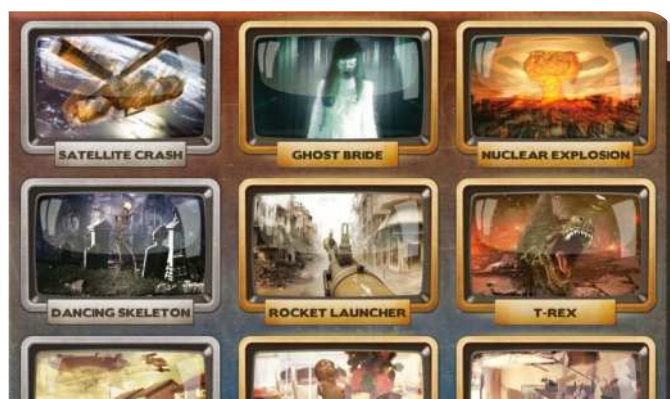 SATELLITE CRASH
GHOST BRIDE
NUCLEAR EXPLOSION
DANCING SKELETON
ROCKET LAUNCHER
T-REX